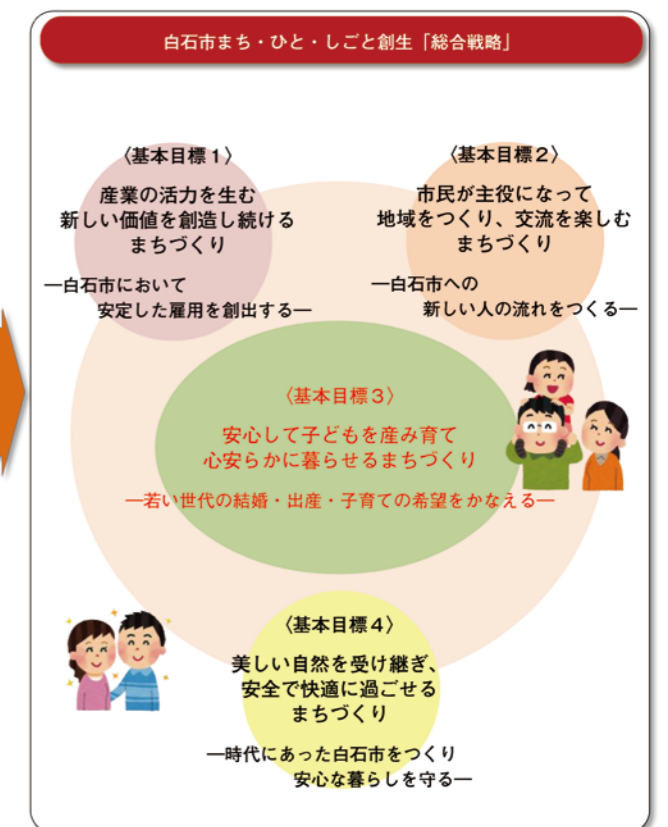 白石市まち・ひと・しごと創生「総合戦略」
〈基本目標1〉
産業の活力を生む
新しい価値を創造し続ける
まちづくり
―白石市において
安定した雇用を創出する―
〈基本目標2〉
市民が主役になって
地域をつくり、交流を楽しむ
まちづくり
―白石市への
新しい人の流れをつくる―
〈基本目標3〉
安心して子どもを産み育て
心安らかに暮らせるまちづくり
―若い世代の結婚・出産・子育ての希望をかなえる―
〈基本目標4〉
美しい自然を受け継ぎ、
安全で快適に過ごせる
まちづくり
―時代にあった白石市をつくり
安心な暮らしを守る―